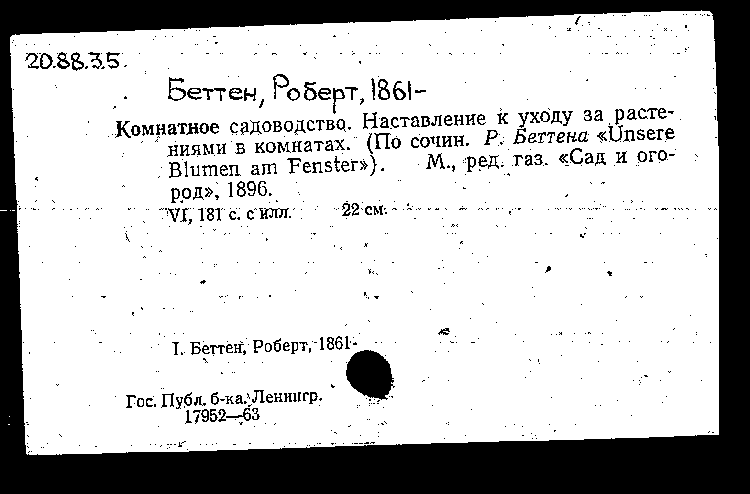 20.88.3.5.
Беттен, Роберт, 1861-
Комнатное садоводство. Наставление к уходу за расте-
ниями в комнатах. (По сочин. Р. Беттена «Unsere
Blumen am Fenster»). М., ред. газ. «Сад и ого-
род», 1896.
VI, 181 с. с илл. 22 см.
I. Беттен, Роберт, 1861-
Гос. Публ. б-ка. Ленингр.
17952—63